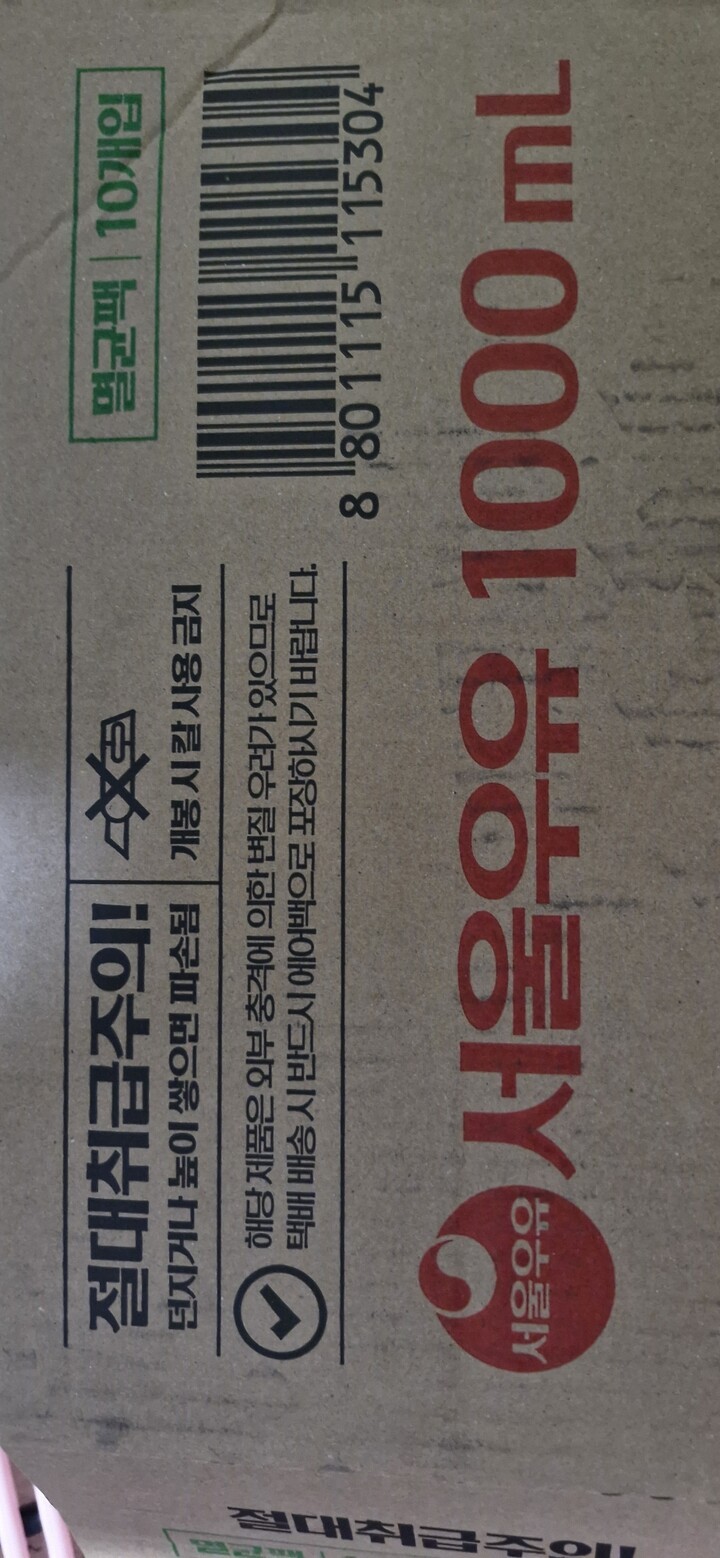 절대취급주의!
던지거나 높이 쌓으면 파손됨
개봉 시 칼 사용 금지
멸균팩 | 10개입
해당 제품은 외부 충격에 의한 변질 우려가 있으므로
택배 배송 시 반드시 에어백으로 포장하시기 바랍니다.
8 801115 115304
서울우유
서울우유 1000 mL
절대취급주의!
멸균팩